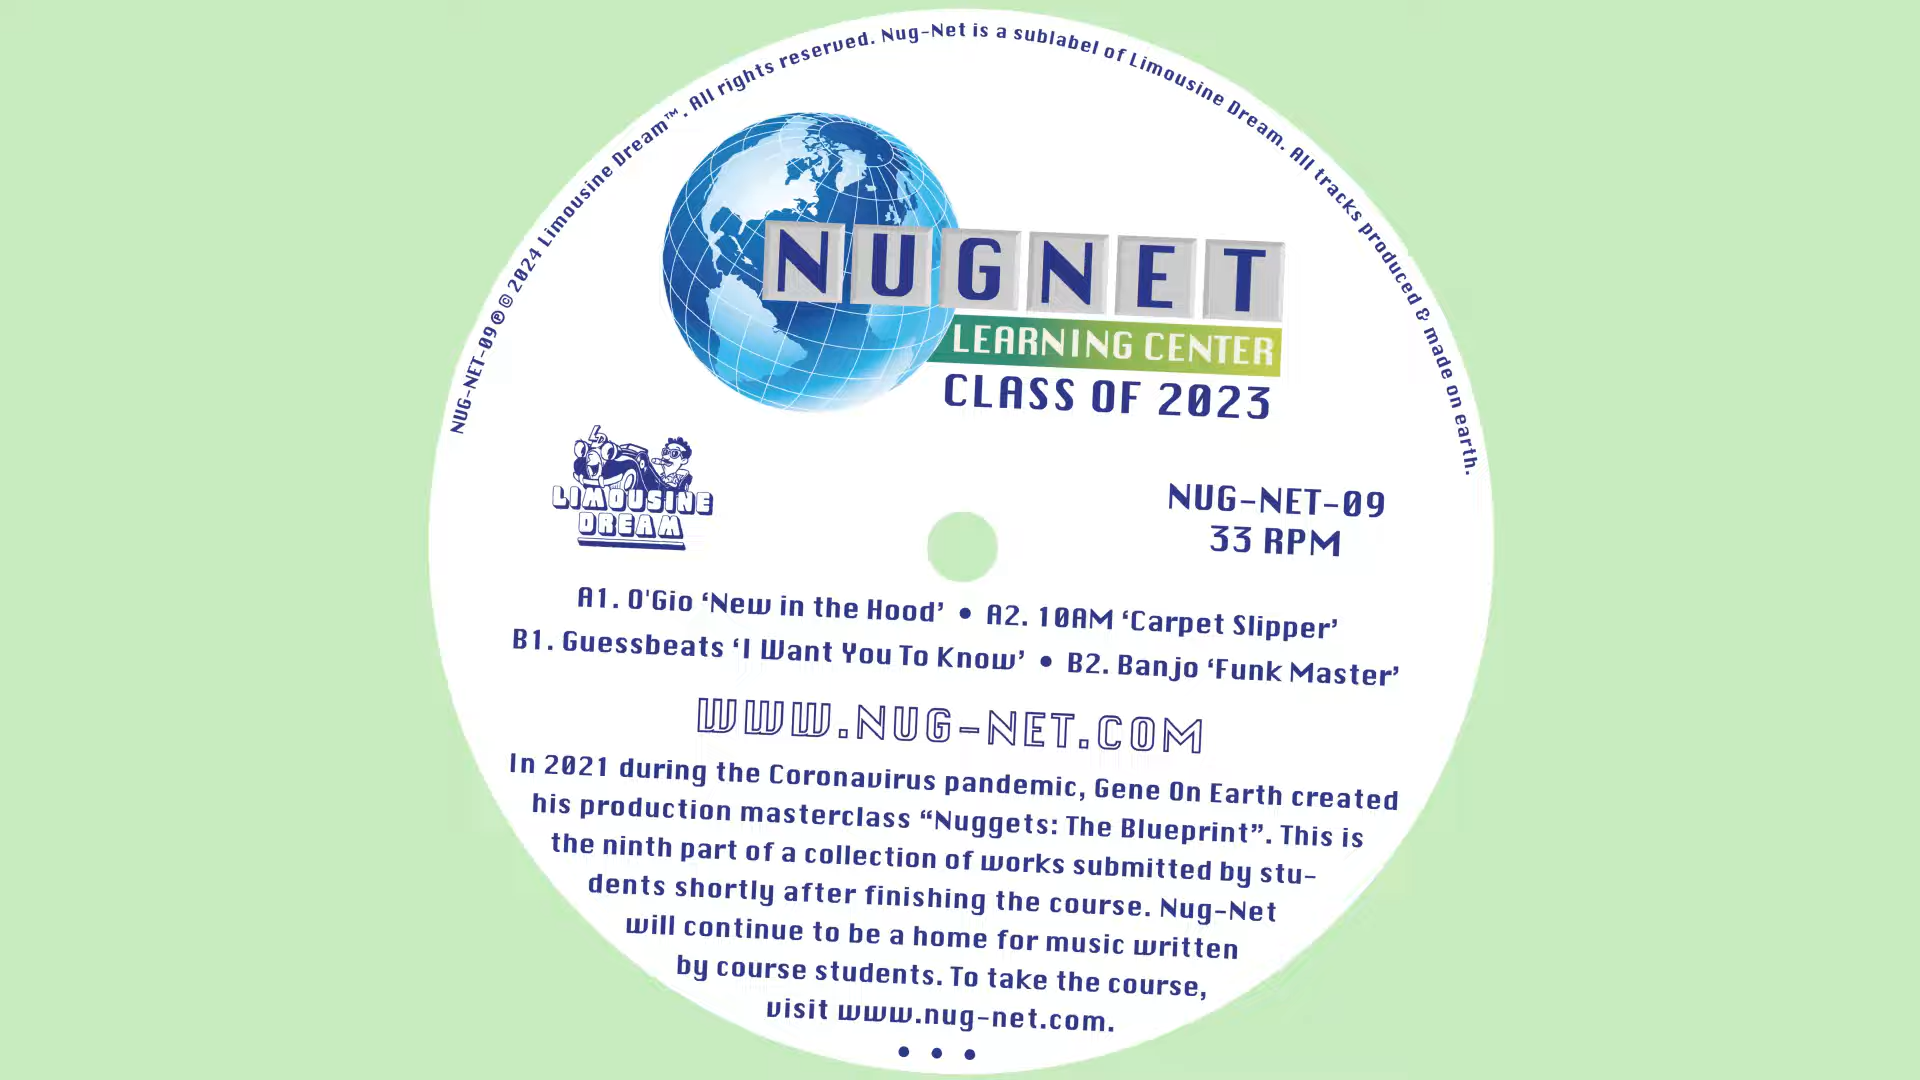 NUG-NET-09 ℗ © 2024 Limousine Dream™. All rights reserved. Nug-Net is a sublabel of Limousine Dream. All tracks produced & made on earth.
NUGNET
LEARNING CENTER
CLASS OF 2023
LD
LIMOUSINE
DREAM
NUG-NET-09
33 RPM
A1. O'Gio ‘New in the Hood’ • A2. 10AM ‘Carpet Slipper’
B1. Guessbeats ‘I Want You To Know’ • B2. Banjo ‘Funk Master’
WWW.NUG-NET.COM
In 2021 during the Coronavirus pandemic, Gene On Earth created
his production masterclass “Nuggets: The Blueprint”. This is
the ninth part of a collection of works submitted by stu-
dents shortly after finishing the course. Nug-Net
will continue to be a home for music written
by course students. To take the course,
visit www.nug-net.com.
• • •